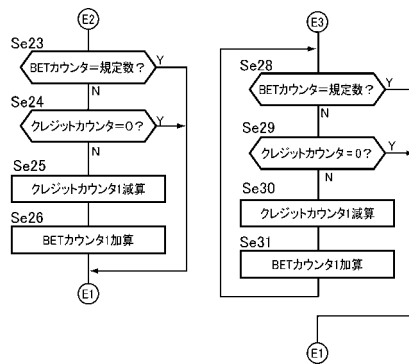 E2
Se23
BETカウンタ=規定数?
Y
N
Se24
クレジットカウンタ=0?
Y
N
Se25
クレジットカウンタ1減算
Se26
BETカウンタ1加算
E1
E3
Se28
BETカウンタ=規定数?
Y
N
Se29
クレジットカウンタ=0?
Y
N
Se30
クレジットカウンタ1減算
Se31
BETカウンタ1加算
E1